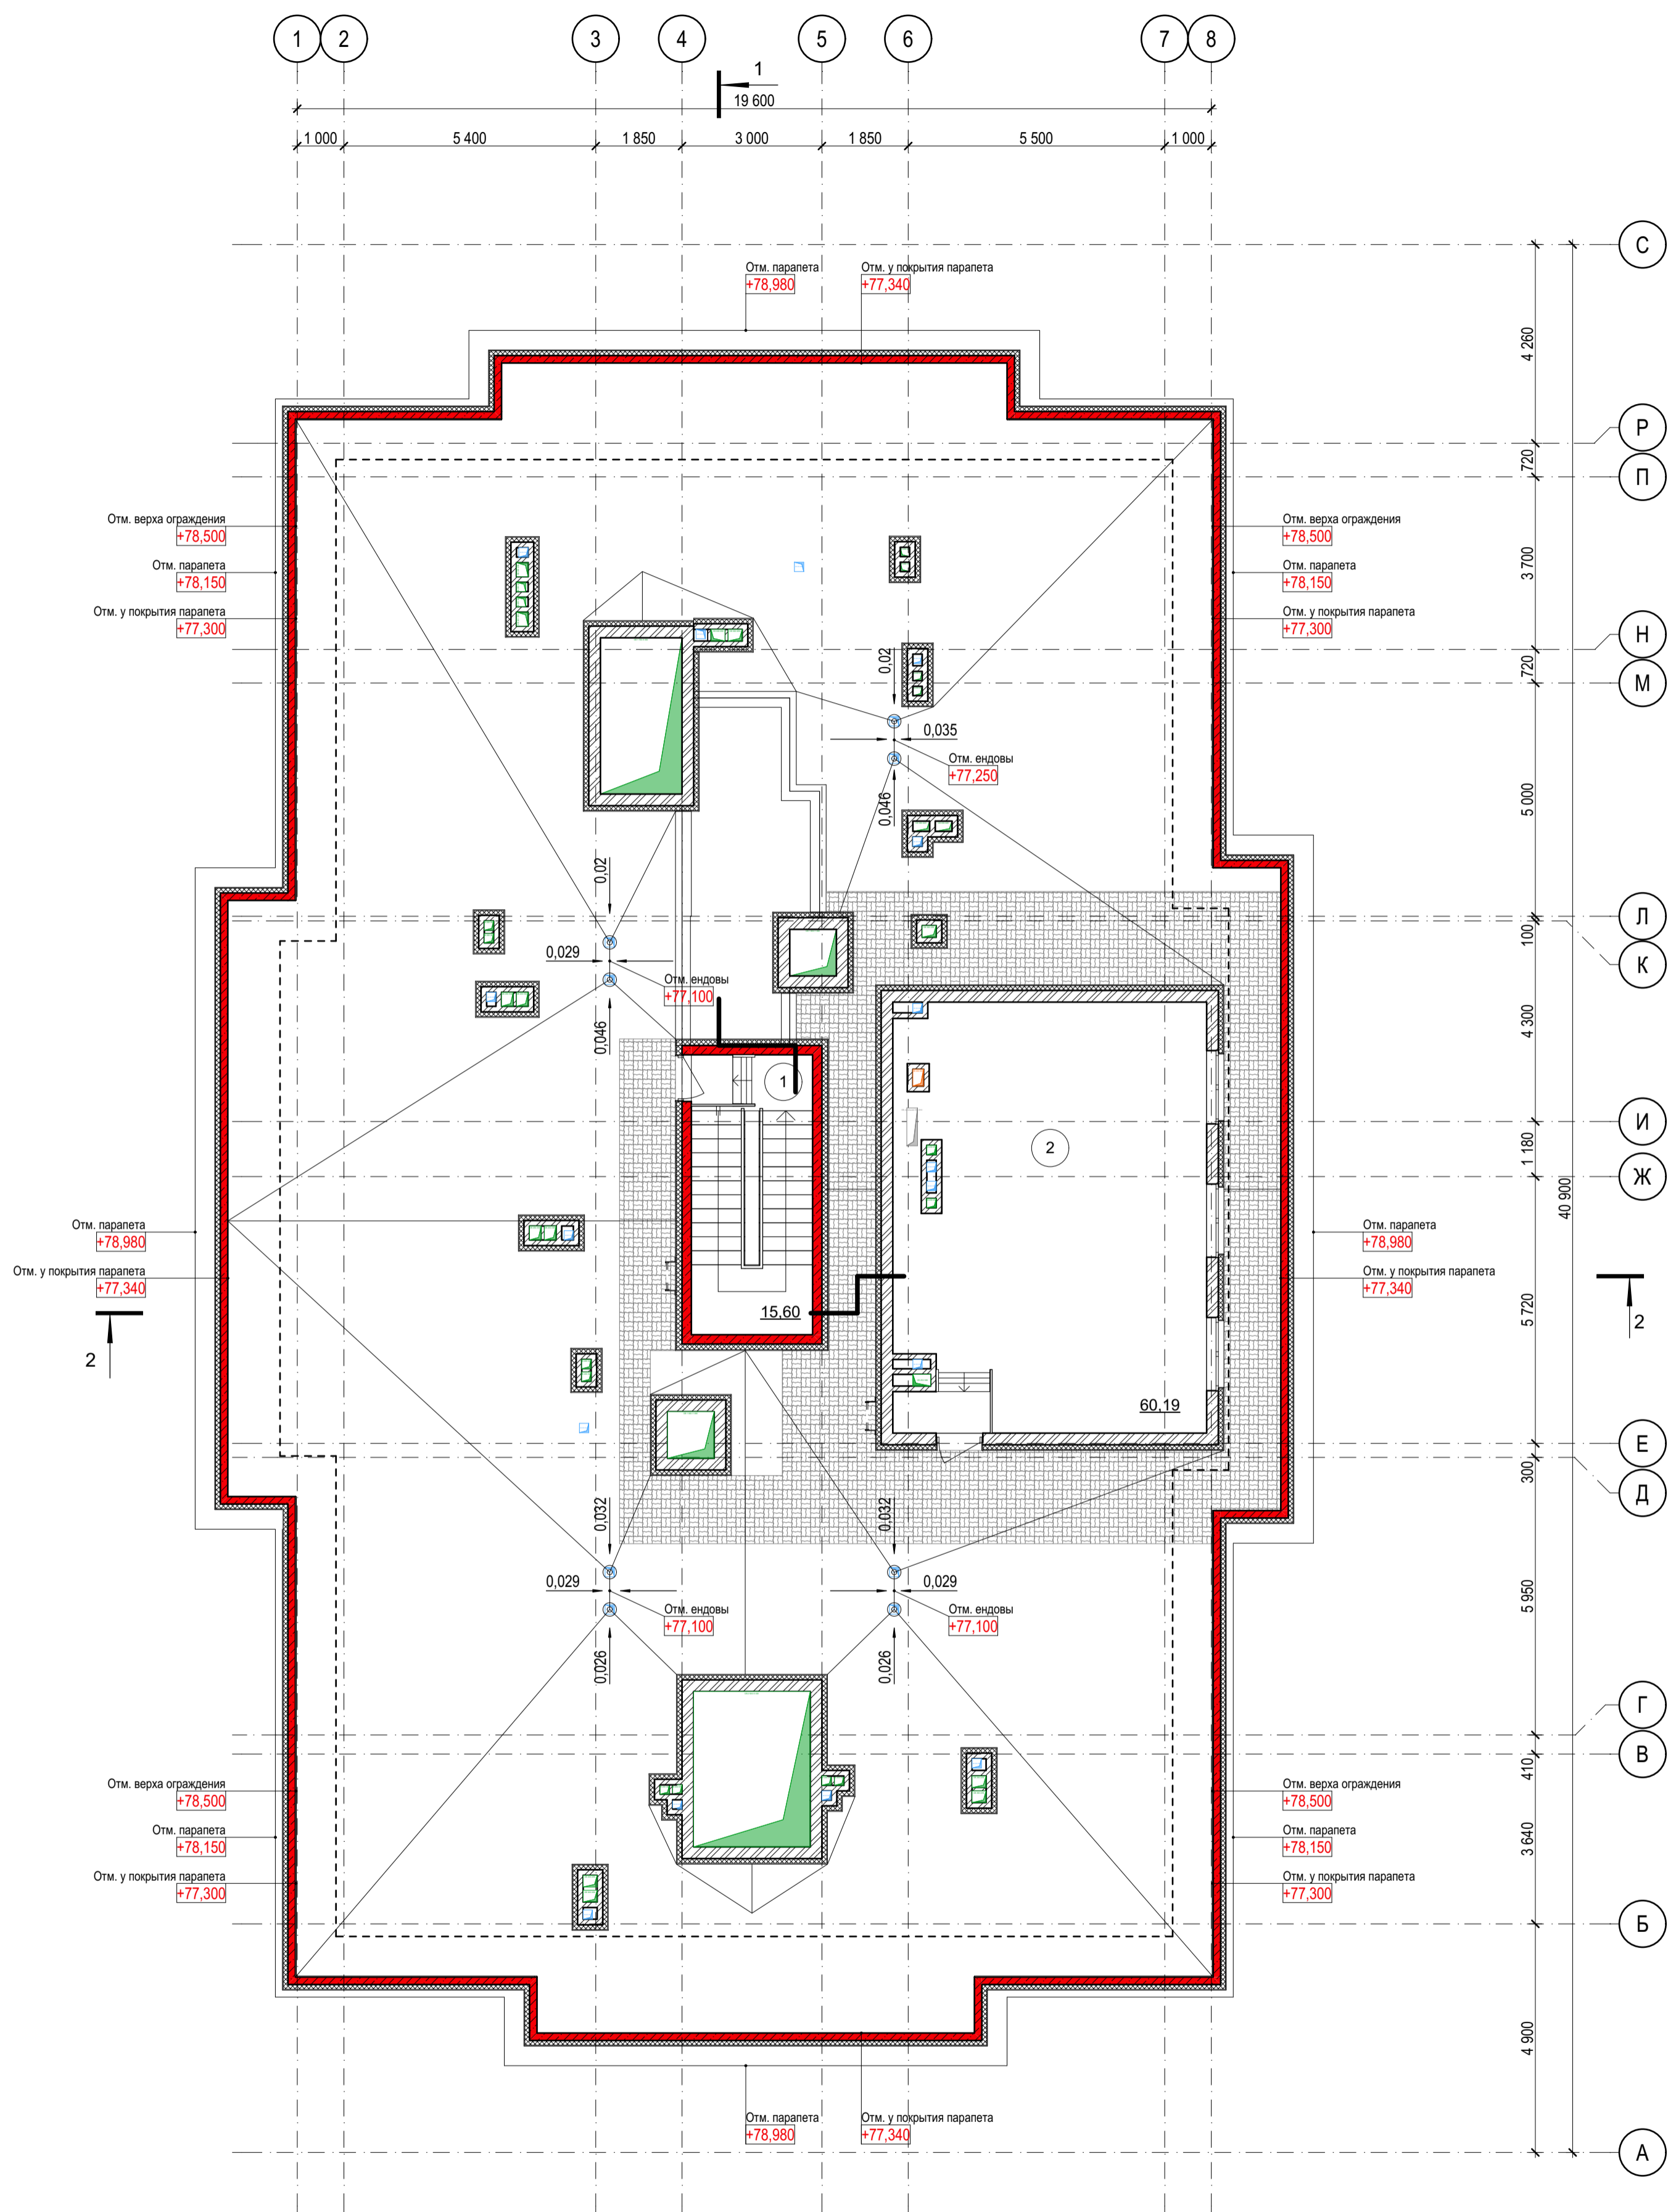 1 2 3 4 5 6 7 8
1
19 600
1 000 5 400 1 850 3 000 1 850 5 500 1 000
С
Отм. парапета
+78,980
Отм. у покрытия парапета
+77,340
4 260
Р
720
П
Отм. верха ограждения
+78,500
Отм. парапета
+78,150
Отм. у покрытия парапета
+77,300
Отм. верха ограждения
+78,500
Отм. парапета
+78,150
Отм. у покрытия парапета
+77,300
3 700
Н
720
М
0,02
0,035
Отм. ендовы
+77,250
0,046
5 000
0,02
0,029
Отм. ендовы
+77,100
0,046
Л
100
К
4 300
1
2
И
1 180
Ж
40 900
Отм. парапета
+78,980
Отм. у покрытия парапета
+77,340
Отм. парапета
+78,980
Отм. у покрытия парапета
+77,340
2
2
15,60
5 720
60,19
Е
300
Д
0,032
0,032
0,029
0,029
Отм. ендовы
+77,100
Отм. ендовы
+77,100
0,026
0,026
5 950
Г
410
В
Отм. верха ограждения
+78,500
Отм. парапета
+78,150
Отм. у покрытия парапета
+77,300
Отм. верха ограждения
+78,500
Отм. парапета
+78,150
Отм. у покрытия парапета
+77,300
3 640
Б
4 900
Отм. парапета
+78,980
Отм. у покрытия парапета
+77,340
А